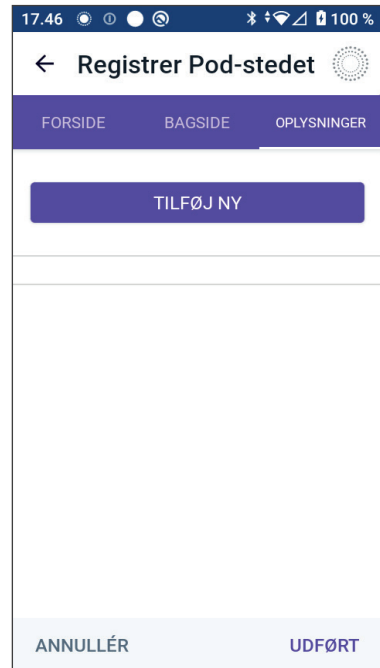 17.46 100 %
Registrer Pod-stedet
FORSIDE BAGSIDE OPLYSNINGER
TILFØJ NY
ANNULLÉR UDFØRT